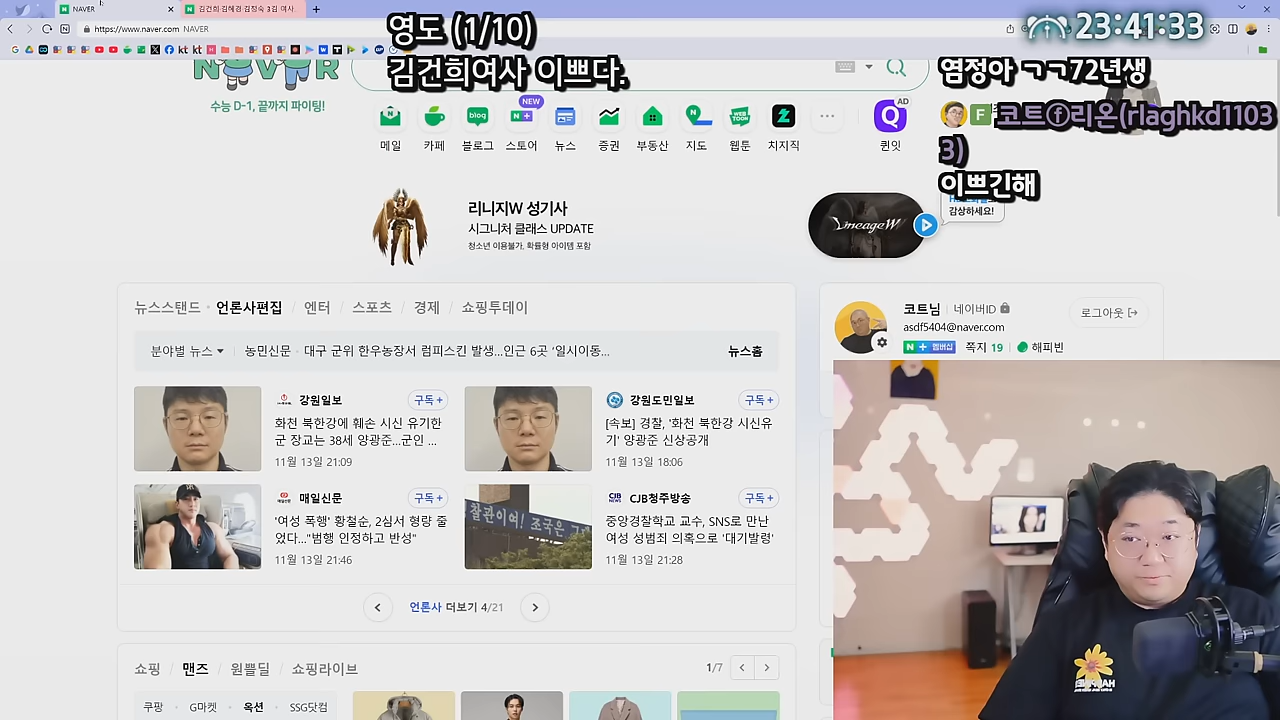 NAVER
김건희·김혜경·김정숙 3김 여사.
https://www.naver.com NAVER
영도 (1/10)
김건희여사 이쁘다.
23:41:33
염정아 ㄱㄱ72년생
코트ⓕ리온(rlaghkd1103
3)
이쁘긴해
NAVER
수능 D-1, 끝까지 파이팅!
NEW
AD
메일
카페
블로그
스토어
뉴스
증권
부동산
지도
웹툰
치지직
퀸잇
리니지W 성기사
시그니처 클래스 UPDATE
청소년 이용불가, 확률형 아이템 포함
LineageW
감상하세요!
뉴스스탠드 · 언론사편집 / 엔터 / 스포츠 / 경제 / 쇼핑투데이
분야별 뉴스
농민신문 · 대구 군위 한우농장서 럼피스킨 발생...인근 6곳 '일시이동...
뉴스홈
강원일보
구독 +
화천 북한강에 훼손 시신 유기한
군 장교는 38세 양광준...군인 ...
11월 13일 21:09
강원도민일보
구독 +
[속보] 경찰, '화천 북한강 시신유
기' 양광준 신상공개
11월 13일 18:06
매일신문
구독 +
'여성 폭행' 황철순, 2심서 형량 줄
었다..."범행 인정하고 반성"
11월 13일 21:46
찰관이여! 조국은 그대
CJB청주방송
구독 +
중앙경찰학교 교수, SNS로 만난
여성 성범죄 의혹으로 '대기발령'
11월 13일 21:28
언론사 더보기 4/21
코트님
네이버ID
로그아웃
asdf5404@naver.com
N + 멤버십
쪽지 19
해피빈
쇼핑 / 맨즈 / 원쁠딜 / 쇼핑라이브
1/7
쿠팡 · G마켓 · 옥션 · SSG닷컴